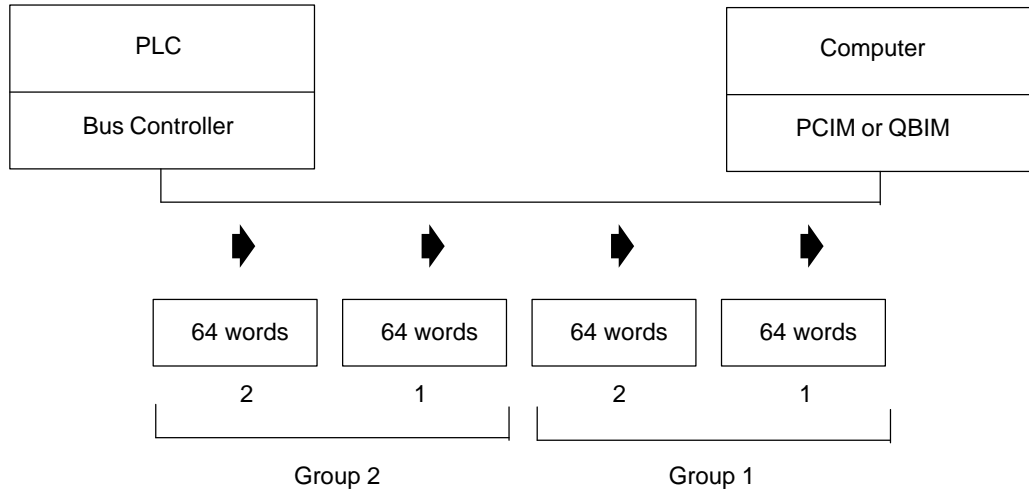 PLC
Bus Controller
Computer
PCIM or QBIM
64 words
64 words
64 words
64 words
2
1
2
1
Group 2
Group 1